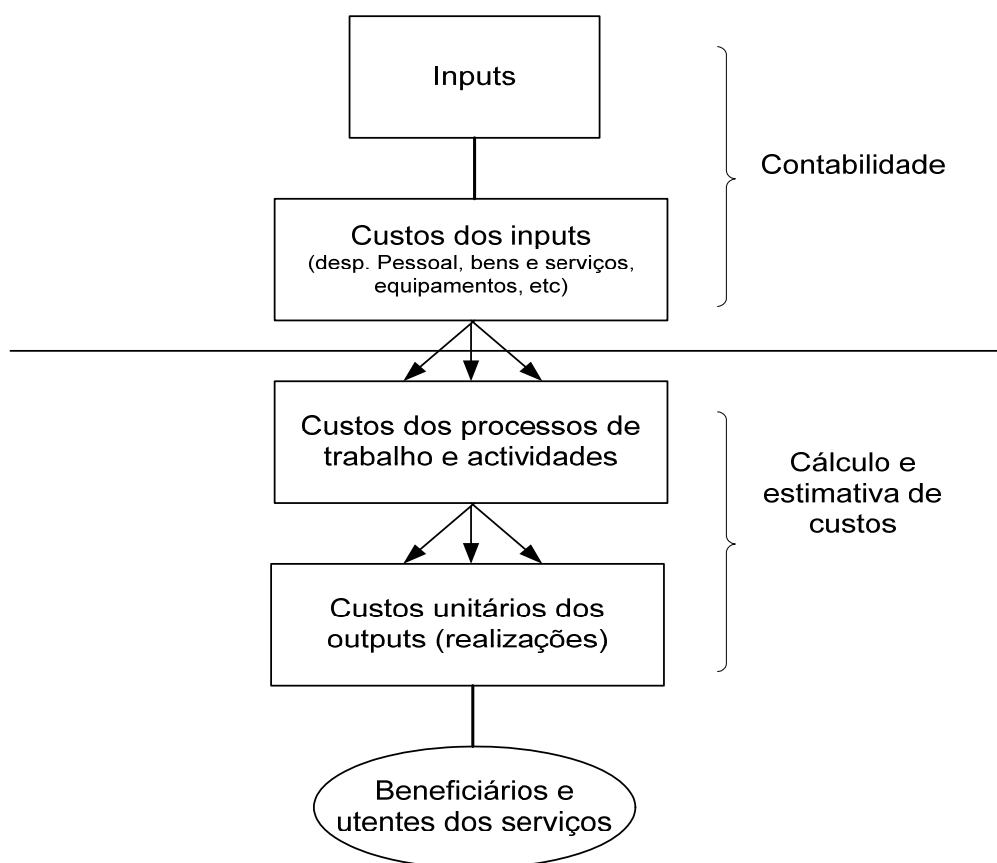 Inputs
Contabilidade
Custos dos inputs
(desp. Pessoal, bens e serviços,
equipamentos, etc)
Custos dos processos de
trabalho e actividades
Cálculo e
estimativa de
custos
Custos unitários dos
outputs (realizações)
Beneficiários e
utentes dos serviços